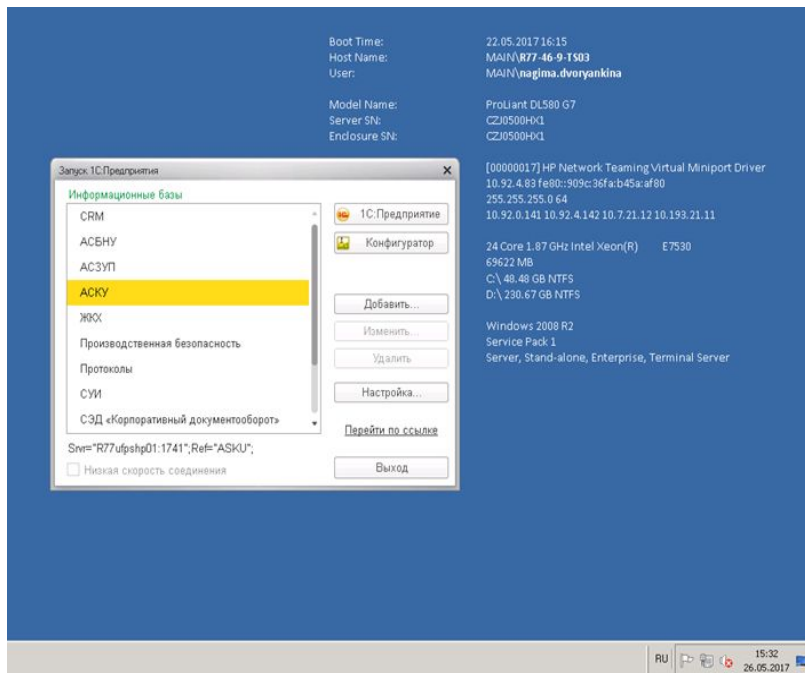 Boot Time: 22.05.2017 16:15
Host Name: MAIN\R77-46-9-TS03
User: MAIN\nagima.dvoryankina
Model Name: ProLiant DL580 G7
Server SN: CZJ0500HX1
Enclosure SN: CZJ0500HX1
[00000017] HP Network Teaming Virtual Miniport Driver
10.92.4.83 fe80::909c:36fa:b45a:af80
255.255.255.0 64
10.92.0.141 10.92.4.142 10.7.21.12 10.193.21.11
24 Core 1.87 GHz Intel Xeon(R) E7530
69622 MB
C:\ 48.48 GB NTFS
D:\ 230.67 GB NTFS
Windows 2008 R2
Service Pack 1
Server, Stand-alone, Enterprise, Terminal Server
Запуск 1С:Предприятия
Информационные базы
CRM
АСБНУ
АСЗУП
АСКУ
ЖКХ
Производственная безопасность
Протоколы
СУИ
СЭД «Корпоративный документооборот»
1С:Предприятие
Конфигуратор
Добавить...
Изменить...
Удалить
Настройка...
Перейти по ссылке
Srvr="R77ufpshp01:1741";Ref="ASKU";
Низкая скорость соединения
Выход
RU
15:32
26.05.2017